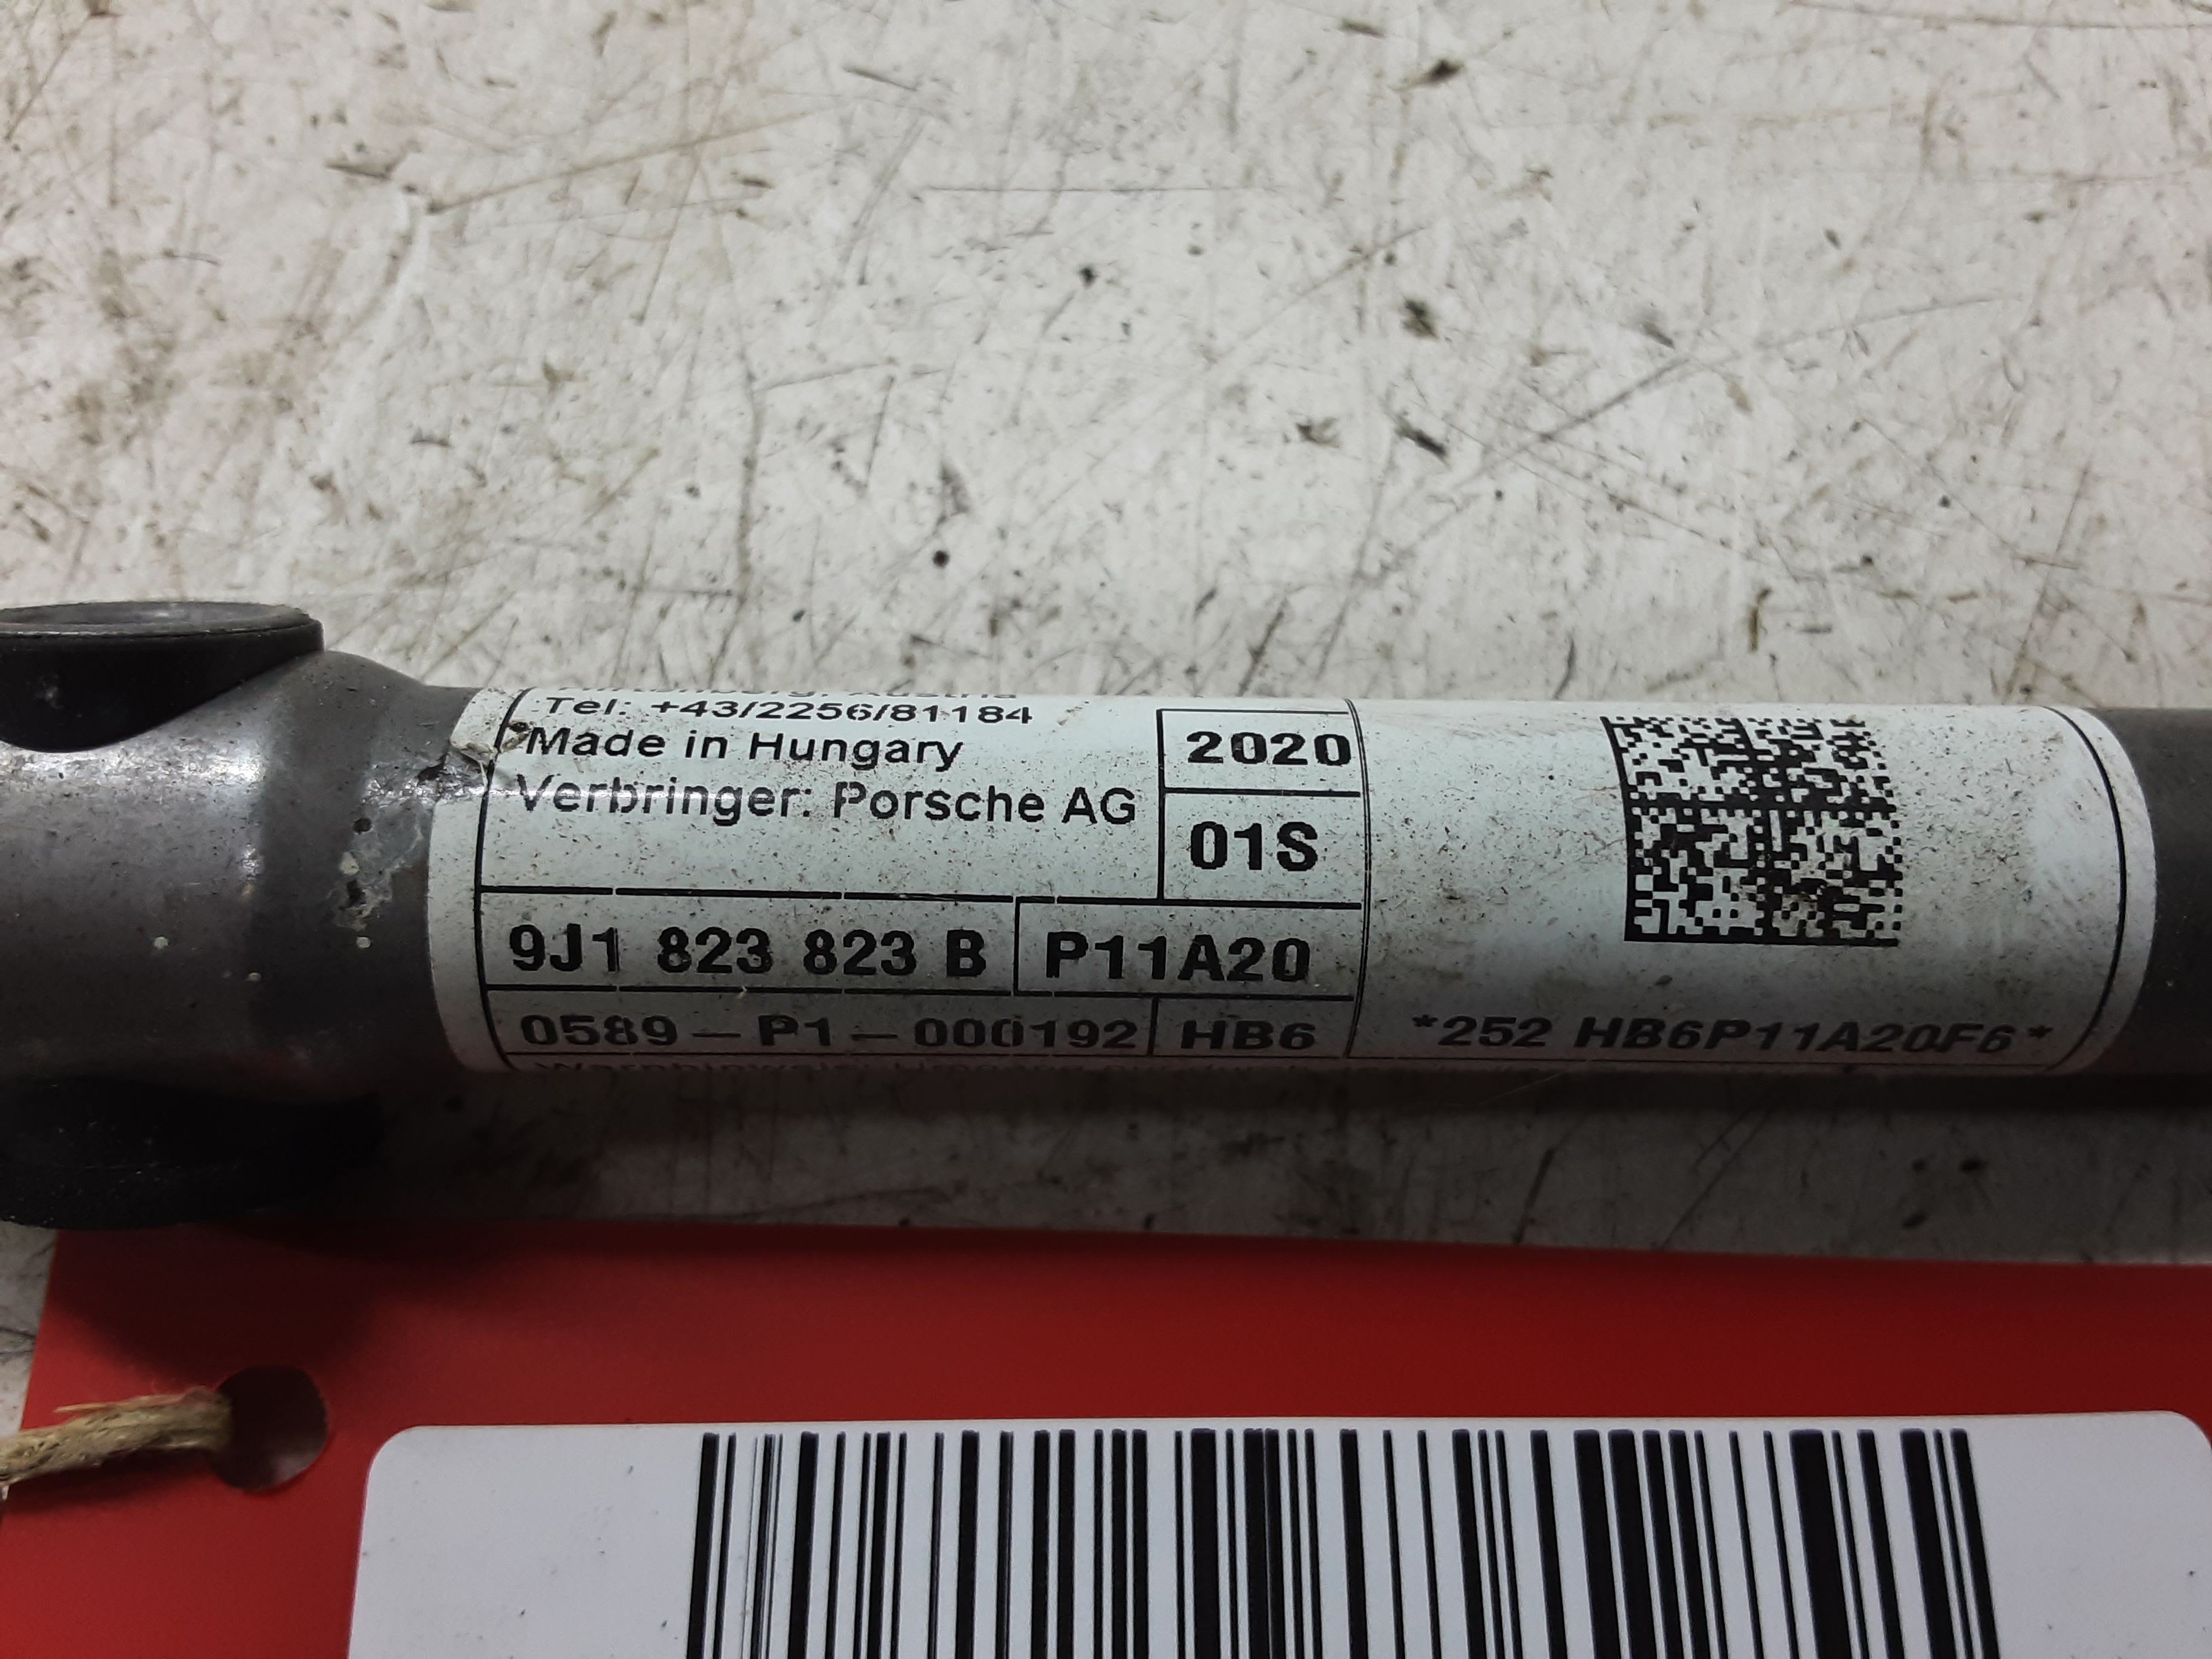 Austria
Tel: +43/2256/81184
Made in Hungary
Verbringer: Porsche AG
2020
01S
9J1 823 823 B
P11A20
0589-P1-000192
HB6
*252 HB6P11A20F6*